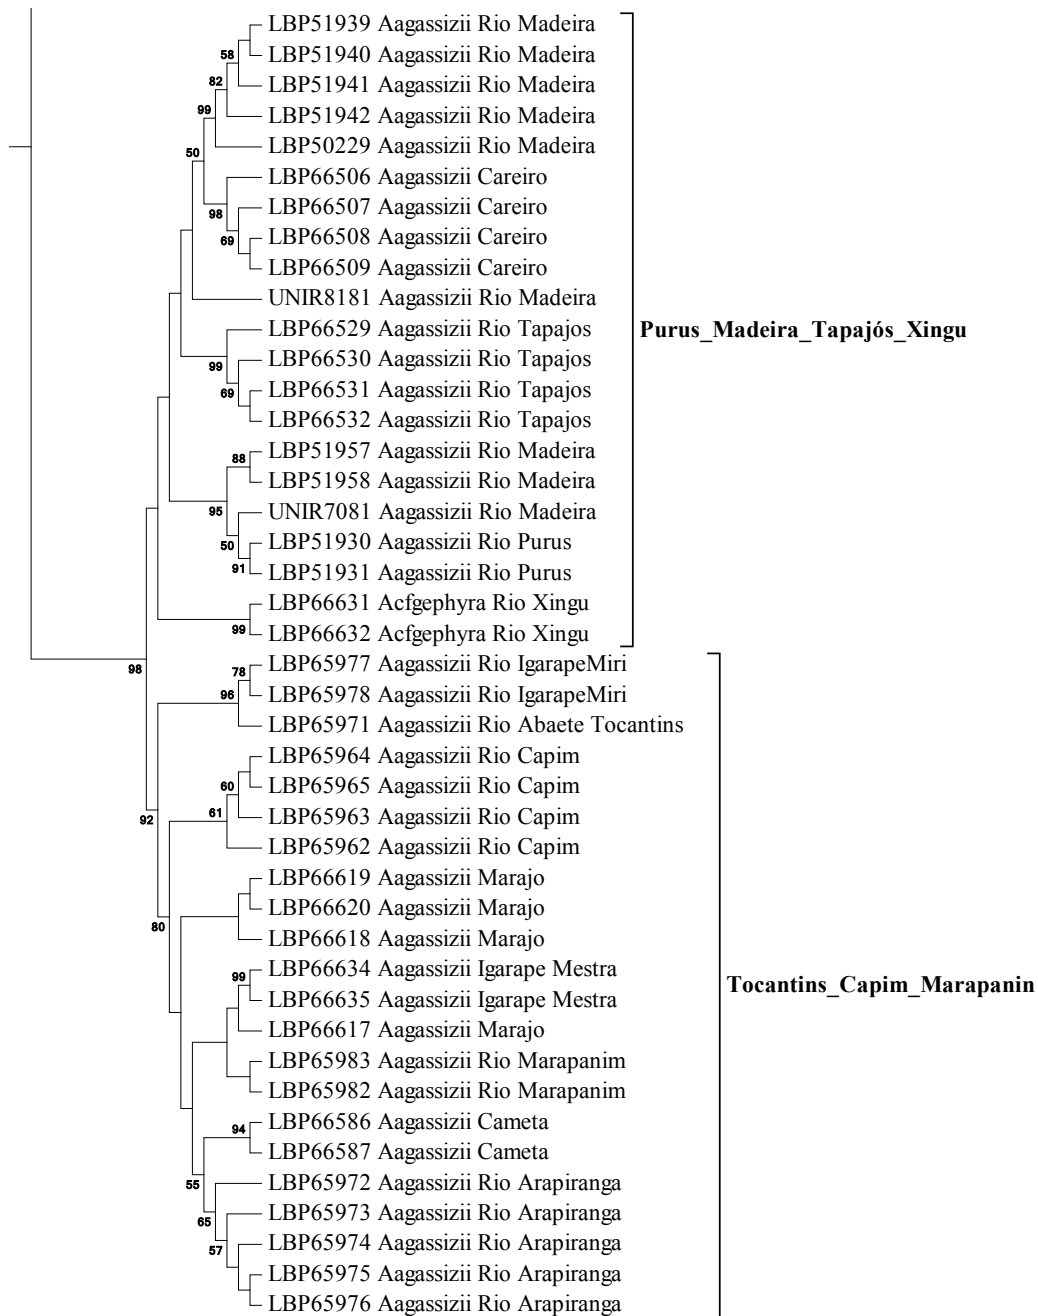 LBP51939 Aagassizii Rio Madeira
58
LBP51940 Aagassizii Rio Madeira
82
LBP51941 Aagassizii Rio Madeira
99
LBP51942 Aagassizii Rio Madeira
50
LBP50229 Aagassizii Rio Madeira
LBP66506 Aagassizii Careiro
98
LBP66507 Aagassizii Careiro
69
LBP66508 Aagassizii Careiro
LBP66509 Aagassizii Careiro
UNIR8181 Aagassizii Rio Madeira
LBP66529 Aagassizii Rio Tapajos
Purus_Madeira_Tapajós_Xingu
99
LBP66530 Aagassizii Rio Tapajos
69
LBP66531 Aagassizii Rio Tapajos
LBP66532 Aagassizii Rio Tapajos
88
LBP51957 Aagassizii Rio Madeira
LBP51958 Aagassizii Rio Madeira
95
UNIR7081 Aagassizii Rio Madeira
50
LBP51930 Aagassizii Rio Purus
91
LBP51931 Aagassizii Rio Purus
LBP66631 Acfgephyra Rio Xingu
99
LBP66632 Acfgephyra Rio Xingu
98
78
LBP65977 Aagassizii Rio IgarapeMiri
96
LBP65978 Aagassizii Rio IgarapeMiri
LBP65971 Aagassizii Rio Abaete Tocantins
LBP65964 Aagassizii Rio Capim
60
LBP65965 Aagassizii Rio Capim
61
LBP65963 Aagassizii Rio Capim
92
LBP65962 Aagassizii Rio Capim
LBP66619 Aagassizii Marajo
LBP66620 Aagassizii Marajo
80
LBP66618 Aagassizii Marajo
99
LBP66634 Aagassizii Igarape Mestra
Tocantins_Capim_Marapanin
LBP66635 Aagassizii Igarape Mestra
LBP66617 Aagassizii Marajo
LBP65983 Aagassizii Rio Marapanim
LBP65982 Aagassizii Rio Marapanim
94
LBP66586 Aagassizii Cameta
LBP66587 Aagassizii Cameta
55
LBP65972 Aagassizii Rio Arapiranga
65
LBP65973 Aagassizii Rio Arapiranga
57
LBP65974 Aagassizii Rio Arapiranga
LBP65975 Aagassizii Rio Arapiranga
LBP65976 Aagassizii Rio Arapiranga